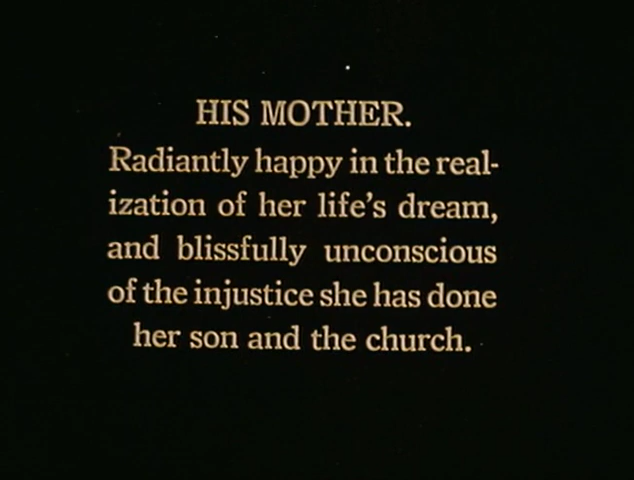 HIS MOTHER.
Radiantly happy in the real-
ization of her life's dream,
and blissfully unconscious
of the injustice she has done
her son and the church.